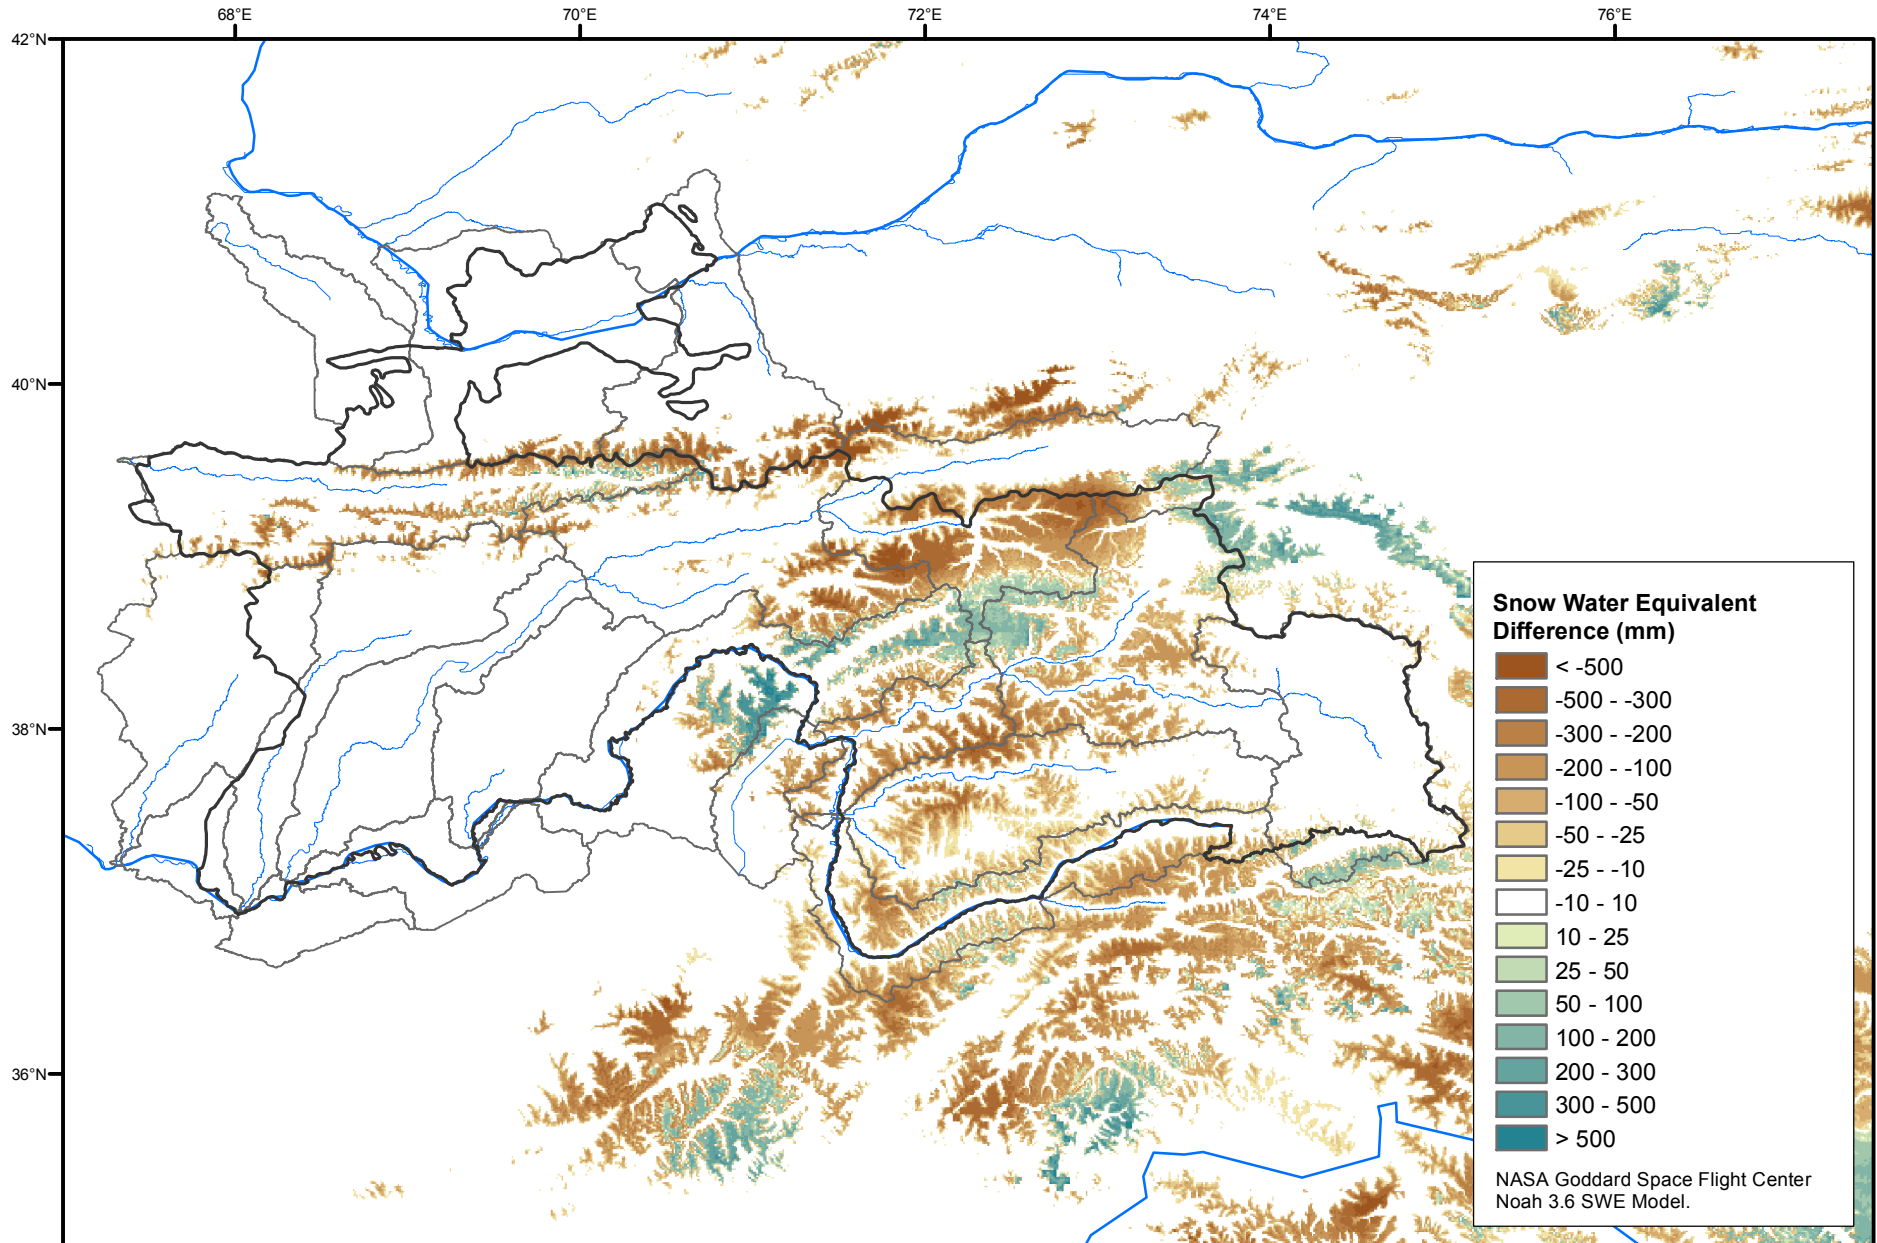 68°E
70°E
72°E
74°E
76°E
42°N
40°N
38°N
36°N
Snow Water Equivalent
Difference (mm)
< -500
-500 - -300
-300 - -200
-200 - -100
-100 - -50
-50 - -25
-25 - -10
-10 - 10
10 - 25
25 - 50
50 - 100
100 - 200
200 - 300
300 - 500
> 500
NASA Goddard Space Flight Center
Noah 3.6 SWE Model.